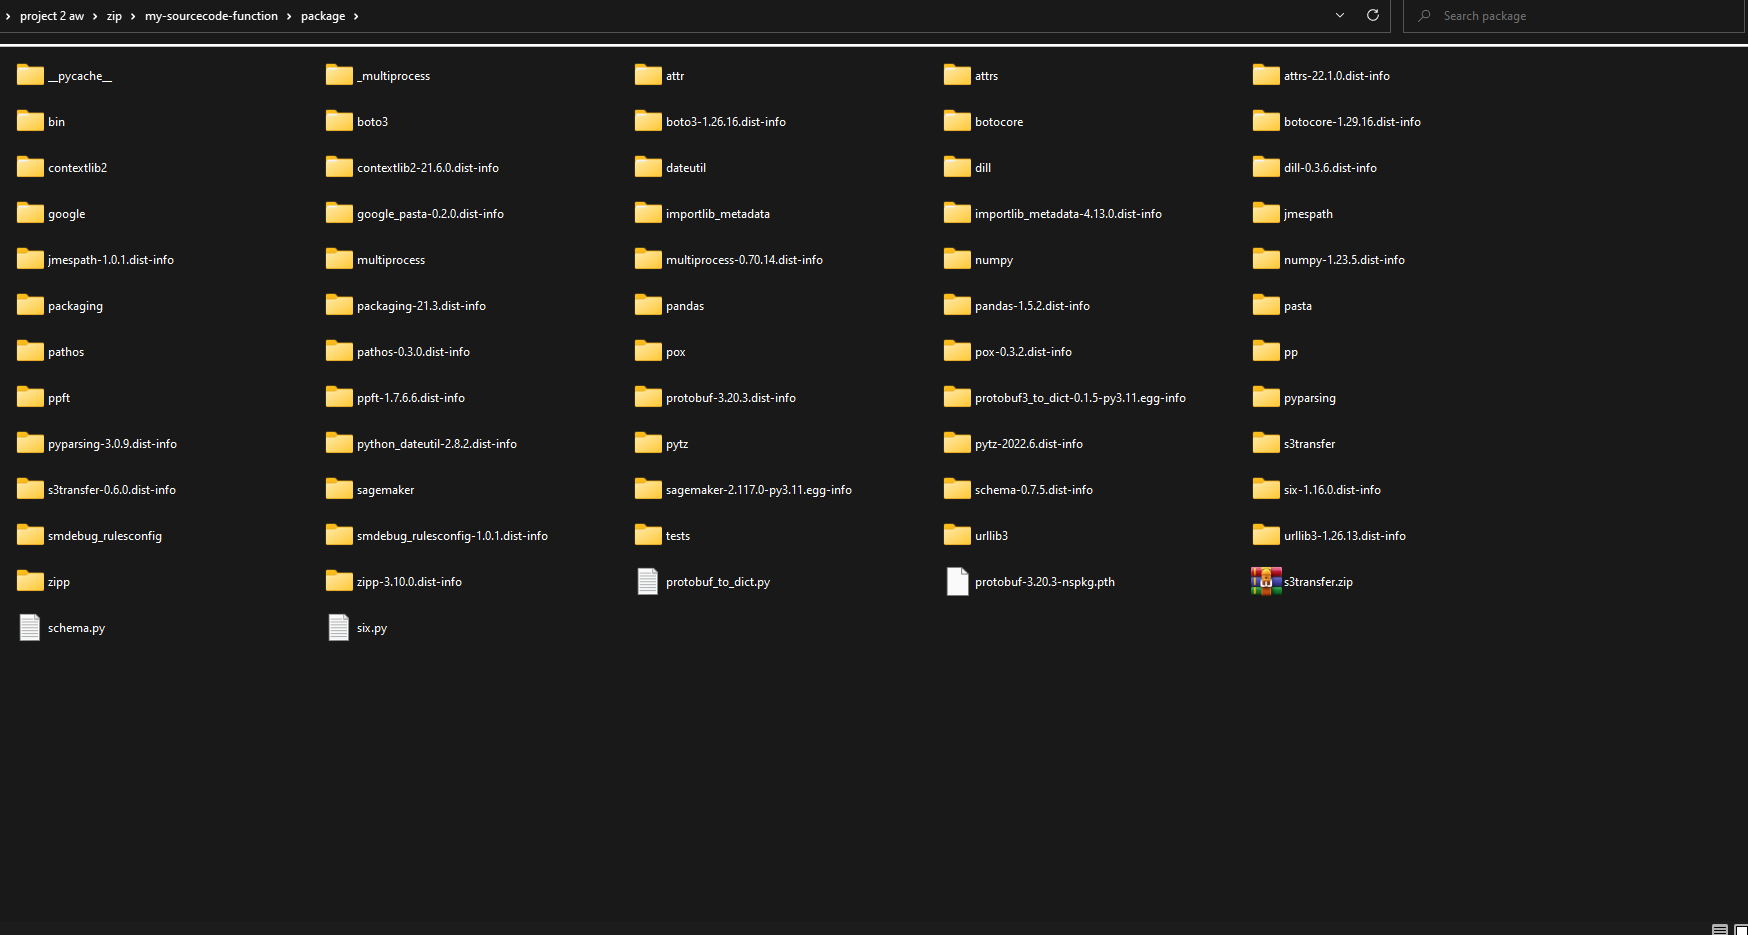 project 2 aw > zip > my-sourcecode-function > package >
Search package
__pycache__
_multiprocess
attr
attrs
attrs-22.1.0.dist-info
bin
boto3
boto3-1.26.16.dist-info
botocore
botocore-1.29.16.dist-info
contextlib2
contextlib2-21.6.0.dist-info
dateutil
dill
dill-0.3.6.dist-info
google
google_pasta-0.2.0.dist-info
importlib_metadata
importlib_metadata-4.13.0.dist-info
jmespath
jmespath-1.0.1.dist-info
multiprocess
multiprocess-0.70.14.dist-info
numpy
numpy-1.23.5.dist-info
packaging
packaging-21.3.dist-info
pandas
pandas-1.5.2.dist-info
pasta
pathos
pathos-0.3.0.dist-info
pox
pox-0.3.2.dist-info
pp
ppft
ppft-1.7.6.6.dist-info
protobuf-3.20.3.dist-info
protobuf3_to_dict-0.1.5-py3.11.egg-info
pyparsing
pyparsing-3.0.9.dist-info
python_dateutil-2.8.2.dist-info
pytz
pytz-2022.6.dist-info
s3transfer
s3transfer-0.6.0.dist-info
sagemaker
sagemaker-2.117.0-py3.11.egg-info
schema-0.7.5.dist-info
six-1.16.0.dist-info
smdebug_rulesconfig
smdebug_rulesconfig-1.0.1.dist-info
tests
urllib3
urllib3-1.26.13.dist-info
zipp
zipp-3.10.0.dist-info
protobuf_to_dict.py
protobuf-3.20.3-nspkg.pth
s3transfer.zip
schema.py
six.py